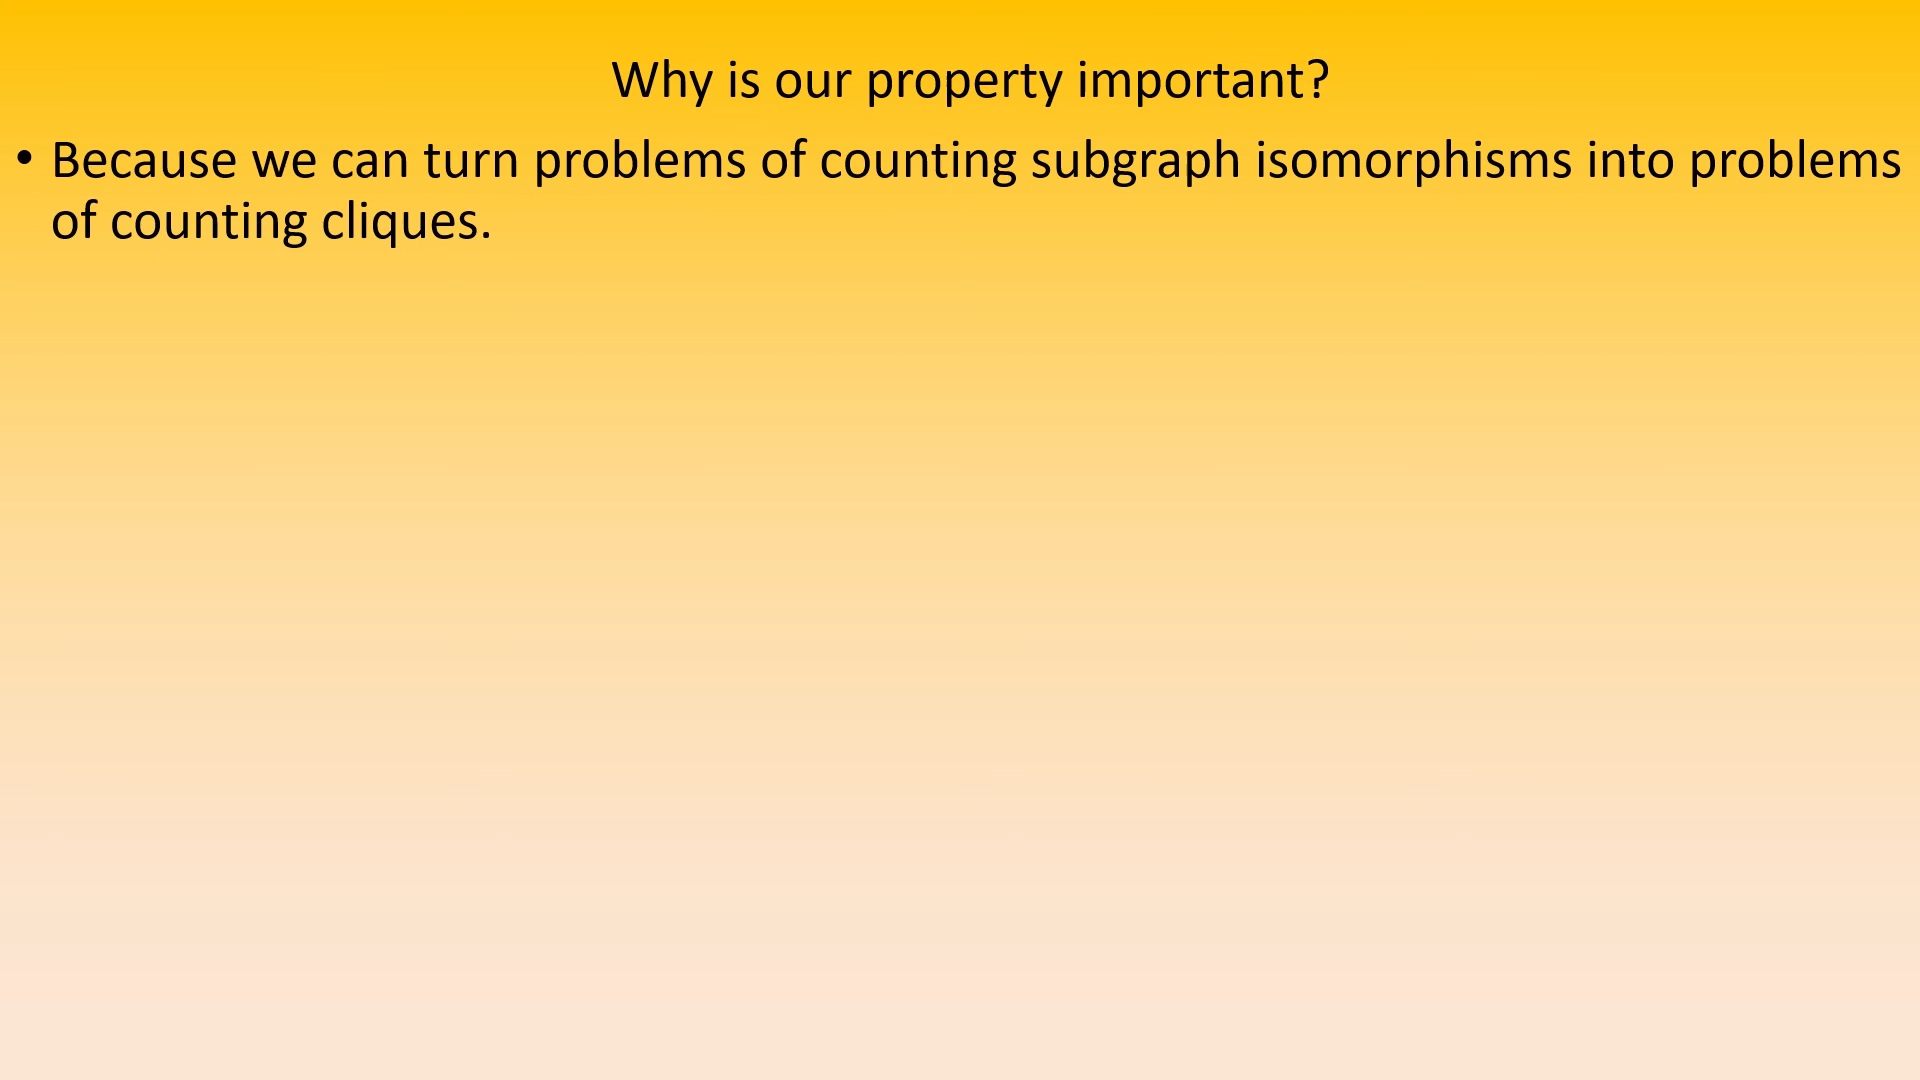 Why is our property important?
• Because we can turn problems of counting subgraph isomorphisms into problems
of counting cliques.